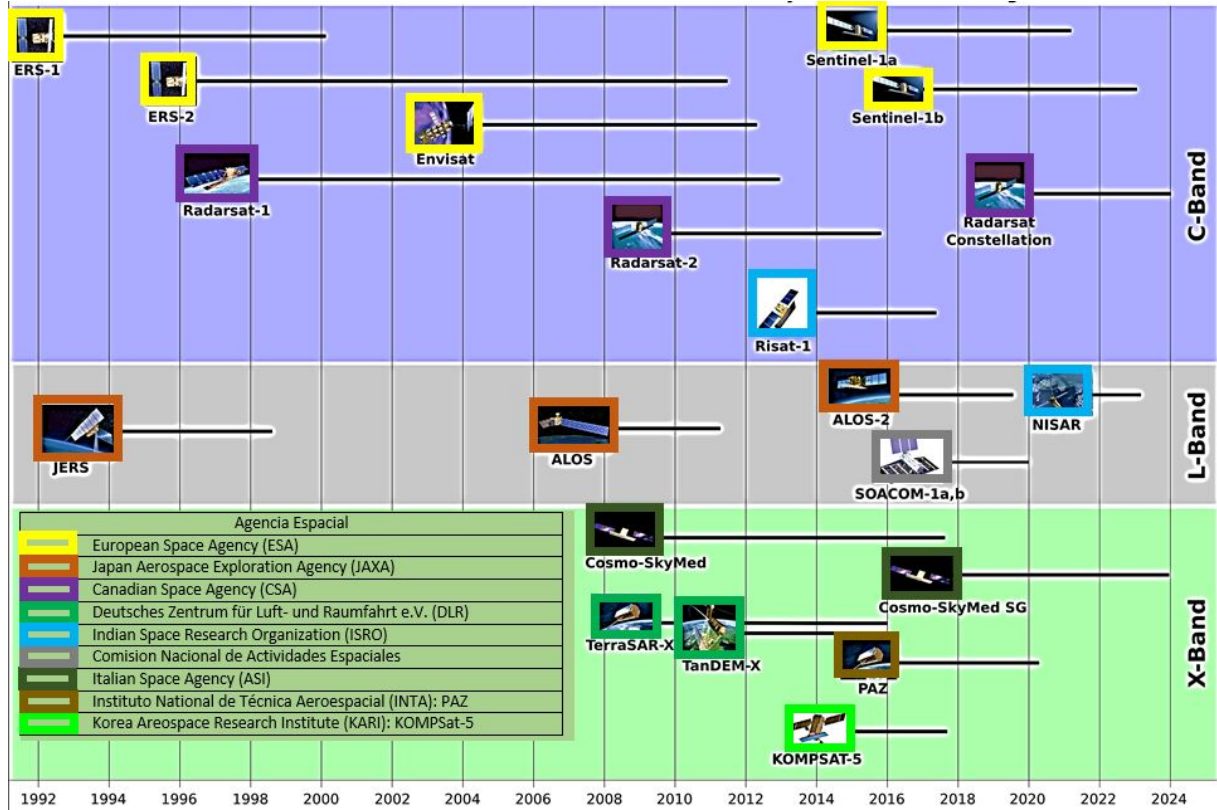 ERS-1
Sentinel-1a
ERS-2
Sentinel-1b
Envisat
Radarsat-1
Radarsat
Constellation
Radarsat-2
Risat-1
C-Band
ALOS-2
NISAR
JERS
ALOS
SOACOM-1a,b
L-Band
Agencia Espacial
European Space Agency (ESA)
Japan Aerospace Exploration Agency (JAXA)
Canadian Space Agency (CSA)
Deutsches Zentrum für Luft- und Raumfahrt e.V. (DLR)
Indian Space Research Organization (ISRO)
Comision Nacional de Actividades Espaciales
Italian Space Agency (ASI)
Instituto National de Técnica Aeroespacial (INTA): PAZ
Korea Areospace Research Institute (KARI): KOMPSat-5
Cosmo-SkyMed
Cosmo-SkyMed SG
TerraSAR-X
TanDEM-X
PAZ
KOMPSAT-5
X-Band
1992 1994 1996 1998 2000 2002 2004 2006 2008 2010 2012 2014 2016 2018 2020 2022 2024